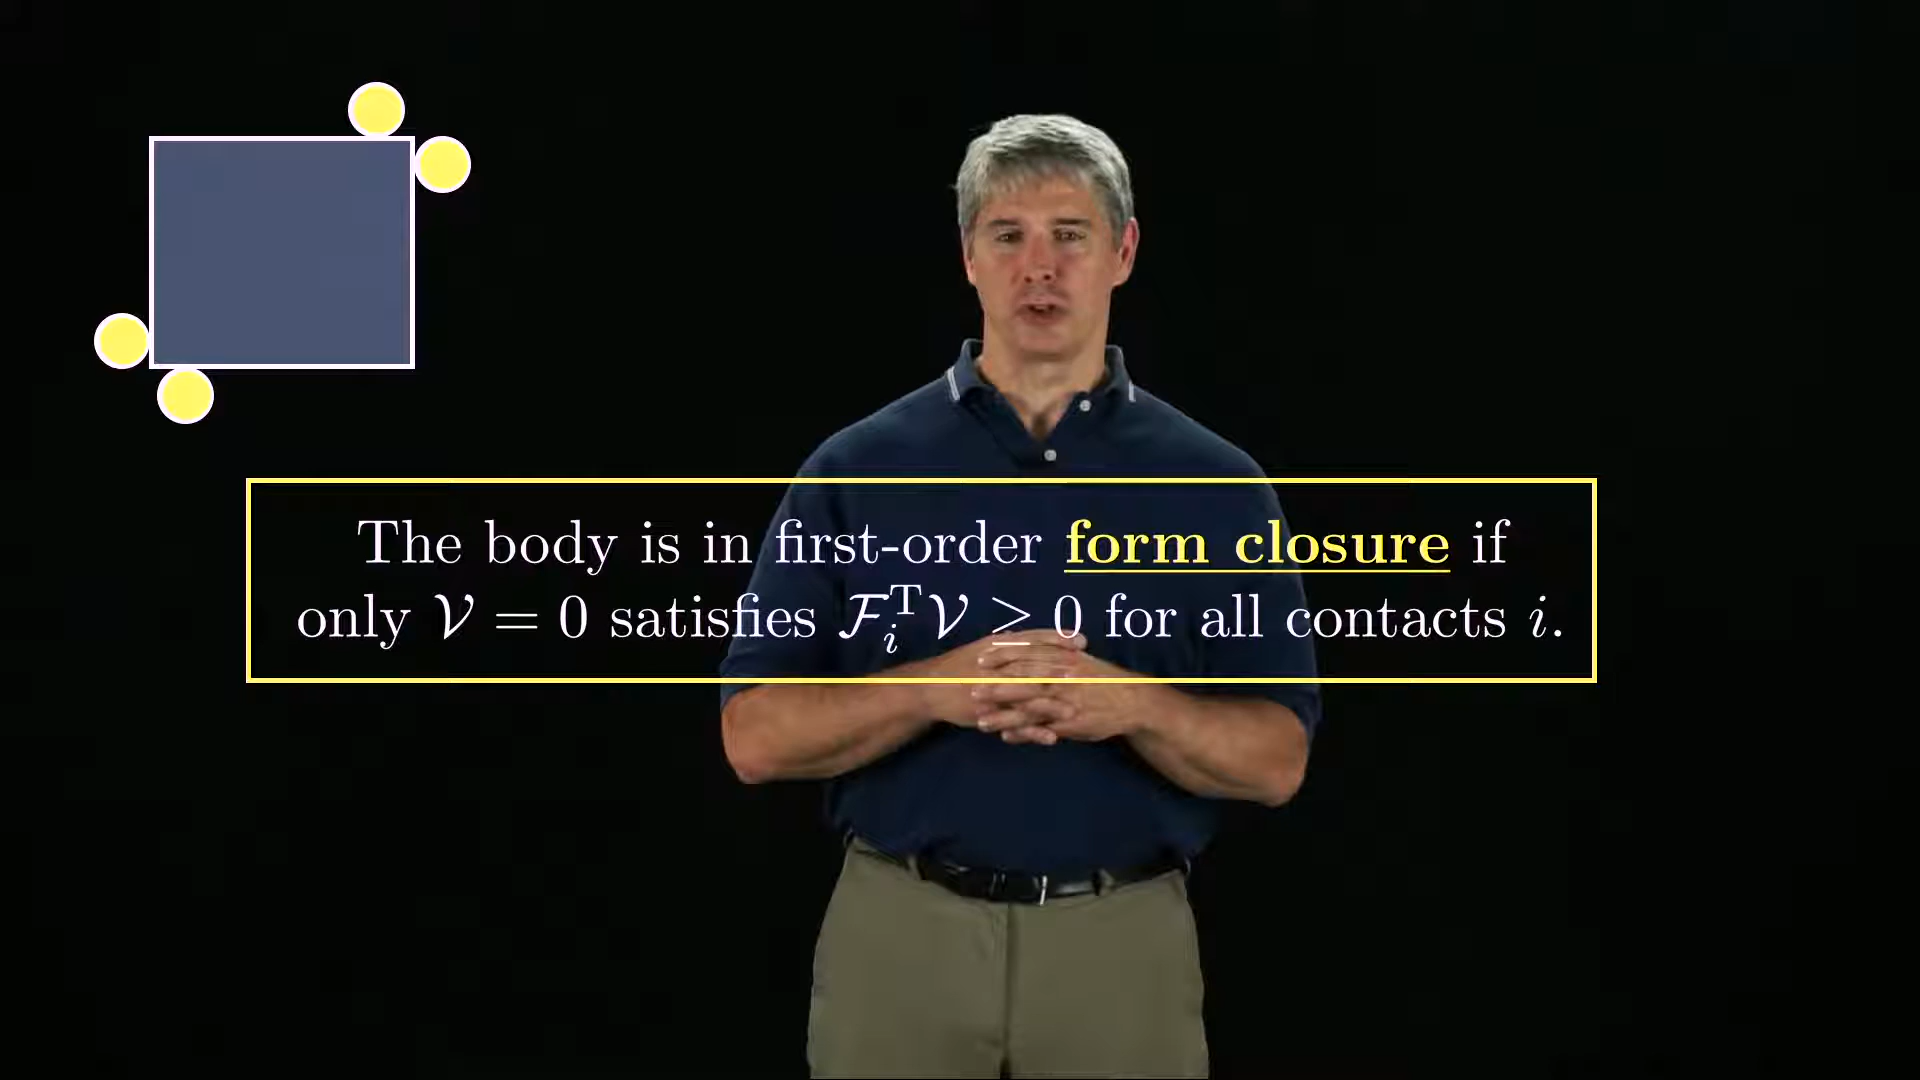 The body is in first-order form closure if
only 𝒱 = 0 satisfies ℱᵢᵀ𝒱 ≥ 0 for all contacts i.